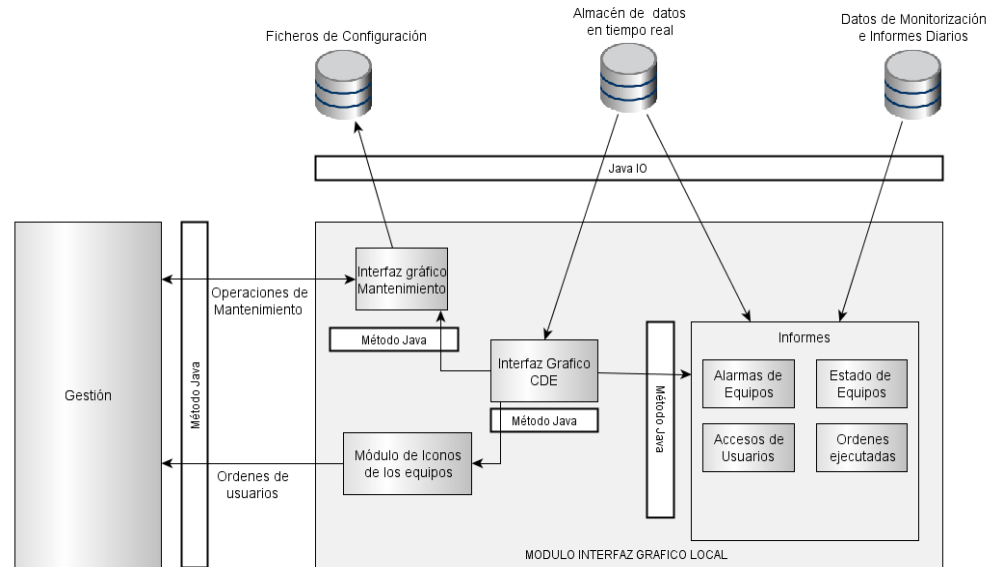 Ficheros de Configuración
Almacén de datos
en tiempo real
Datos de Monitorización
e Informes Diarios
Java IO
Gestión
Método Java
Operaciones de
Mantenimiento
Ordenes de
usuarios
Interfaz gráfico
Mantenimiento
Método Java
Interfaz Grafico
CDE
Método Java
Módulo de Iconos
de los equipos
Método Java
Informes
Alarmas de
Equipos
Estado de
Equipos
Accesos de
Usuarios
Ordenes
ejecutadas
MODULO INTERFAZ GRAFICO LOCAL